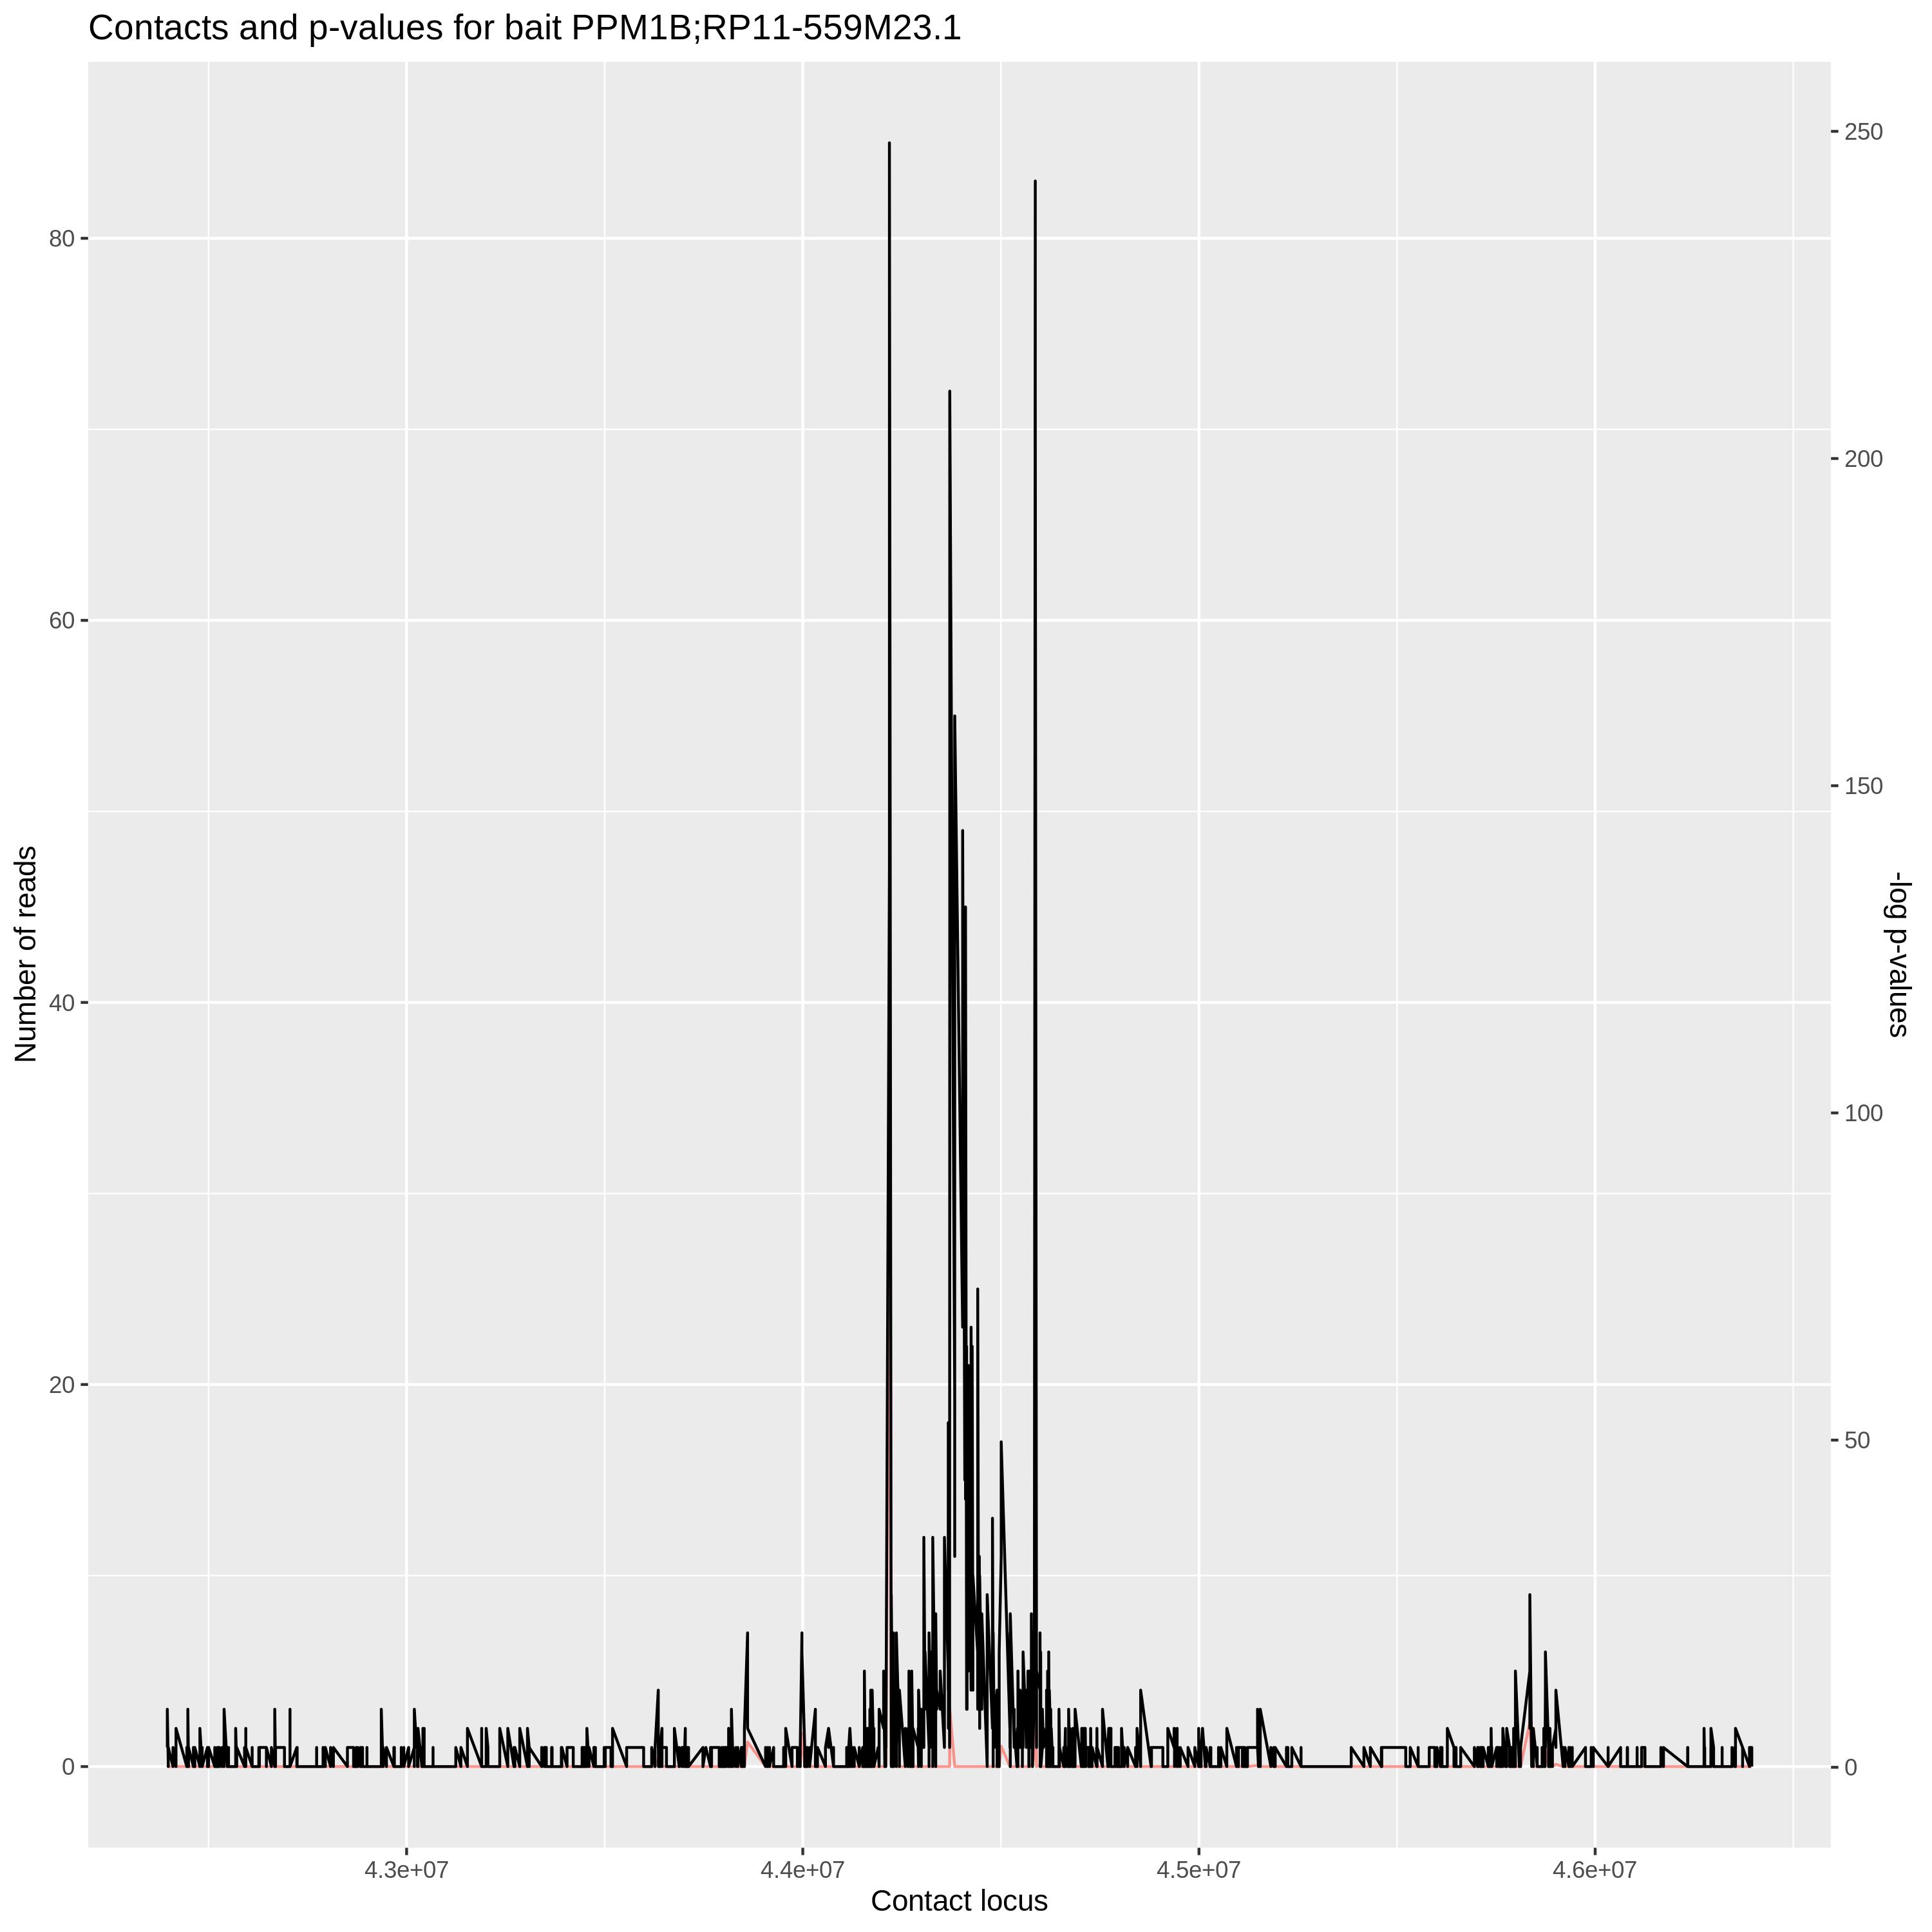 Contacts and p-values for bait PPM1B;RP11-559M23.1
80
60
40
20
0
Number of reads
250
200
150
100
50
0
-log p-values
4.3e+07
4.4e+07
4.5e+07
4.6e+07
Contact locus